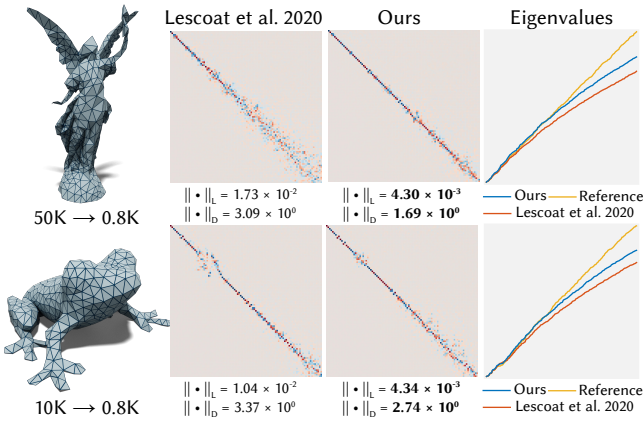 Lescoat et al. 2020 Ours Eigenvalues
|| • ||L = 1.73 × 10⁻² || • ||L = 4.30 × 10⁻³ Ours Reference
|| • ||D = 3.09 × 10⁰ || • ||D = 1.69 × 10⁰ Lescoat et al. 2020
50K → 0.8K
|| • ||L = 1.04 × 10⁻² || • ||L = 4.34 × 10⁻³ Ours Reference
|| • ||D = 3.37 × 10⁰ || • ||D = 2.74 × 10⁰ Lescoat et al. 2020
10K → 0.8K